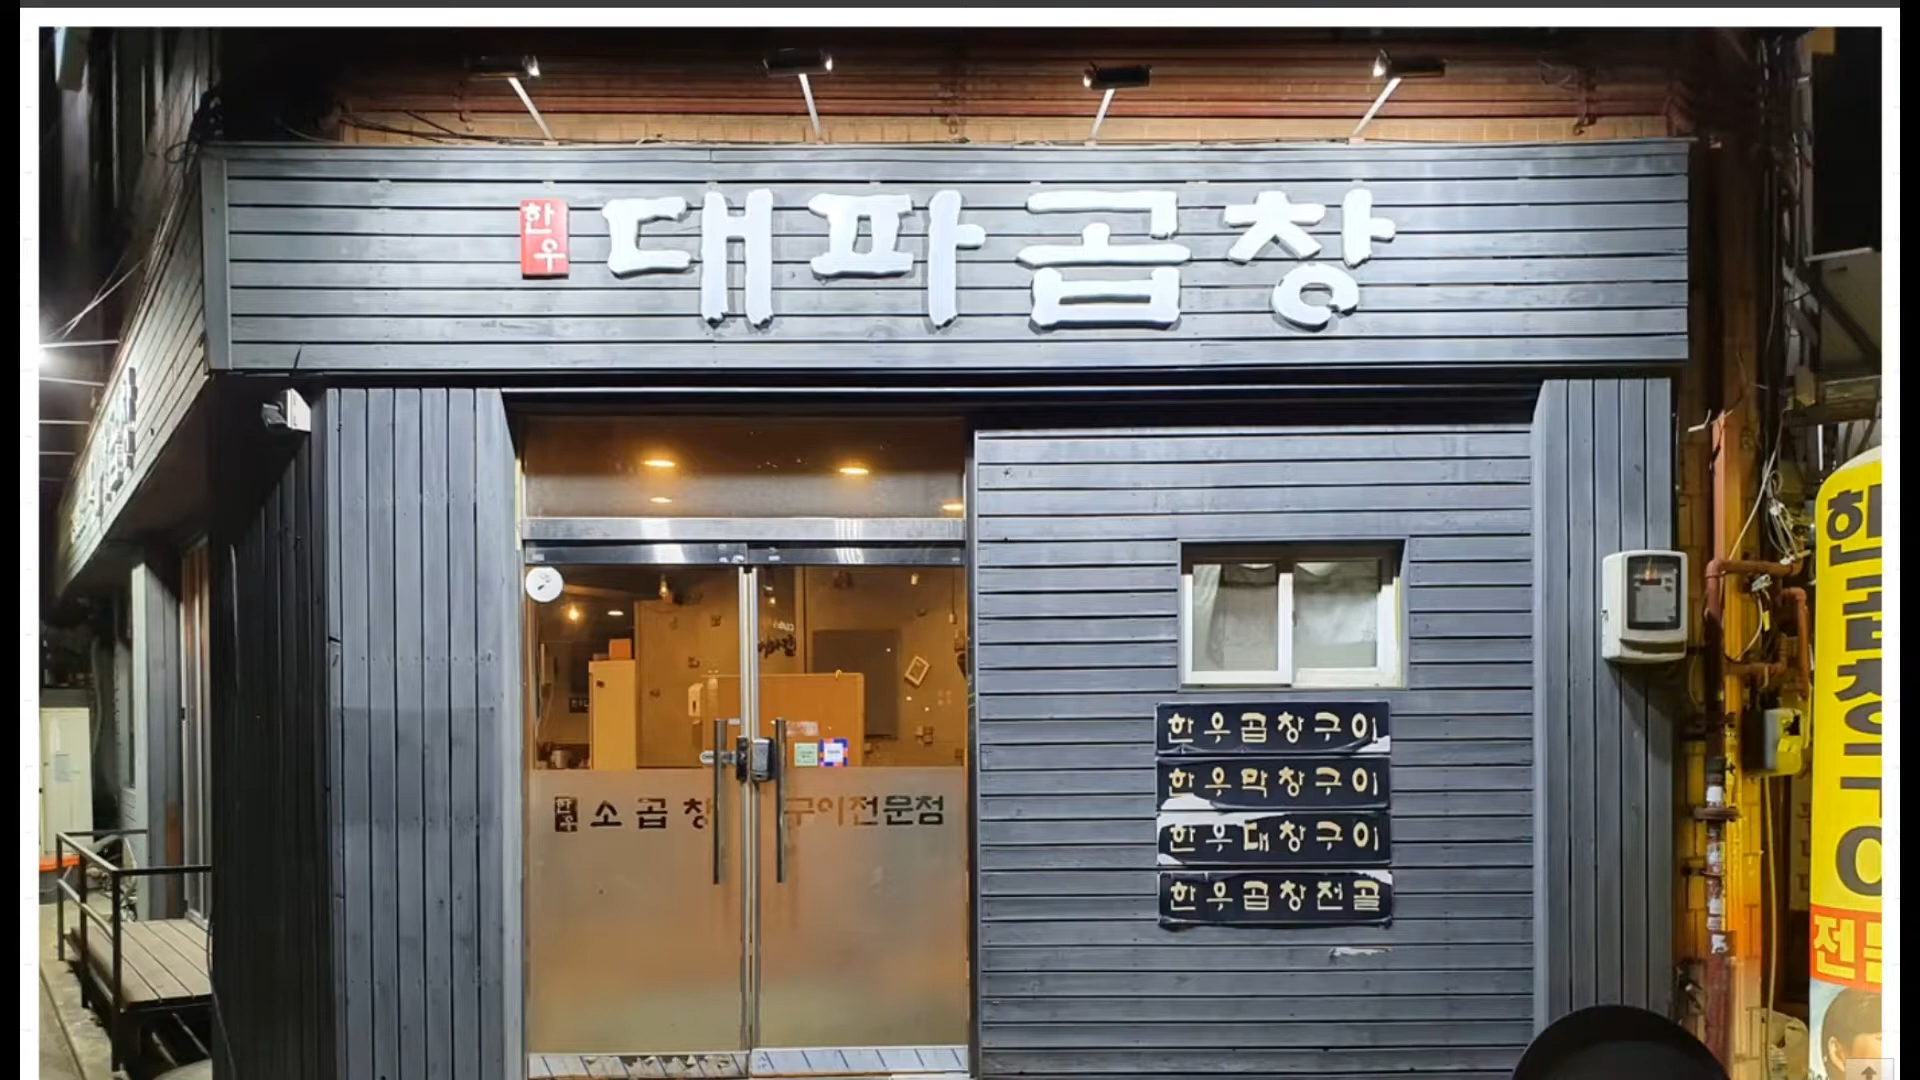 한우 대파곱창
한우 소곱창 구이전문점
한우곱창구이
한우막창구이
한우대창구이
한우곱창전골